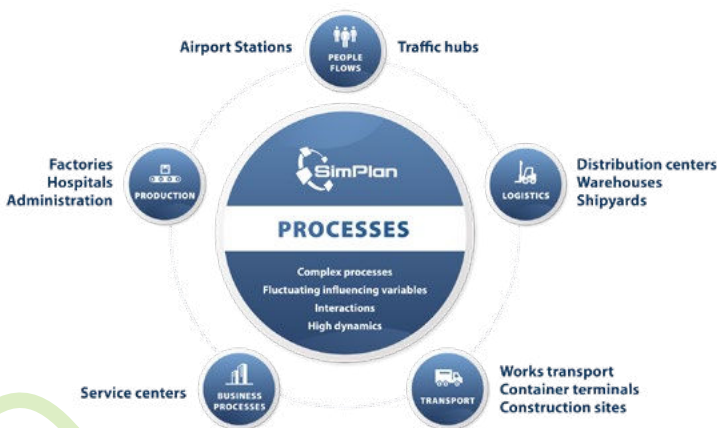 Airport Stations
PEOPLE
FLOWS
Traffic hubs
Factories
Hospitals
Administration
PRODUCTION
SimPlan
PROCESSES
Complex processes
Fluctuating influencing variables
Interactions
High dynamics
LOGISTICS
Distribution centers
Warehouses
Shipyards
Service centers
BUSINESS
PROCESSES
TRANSPORT
Works transport
Container terminals
Construction sites